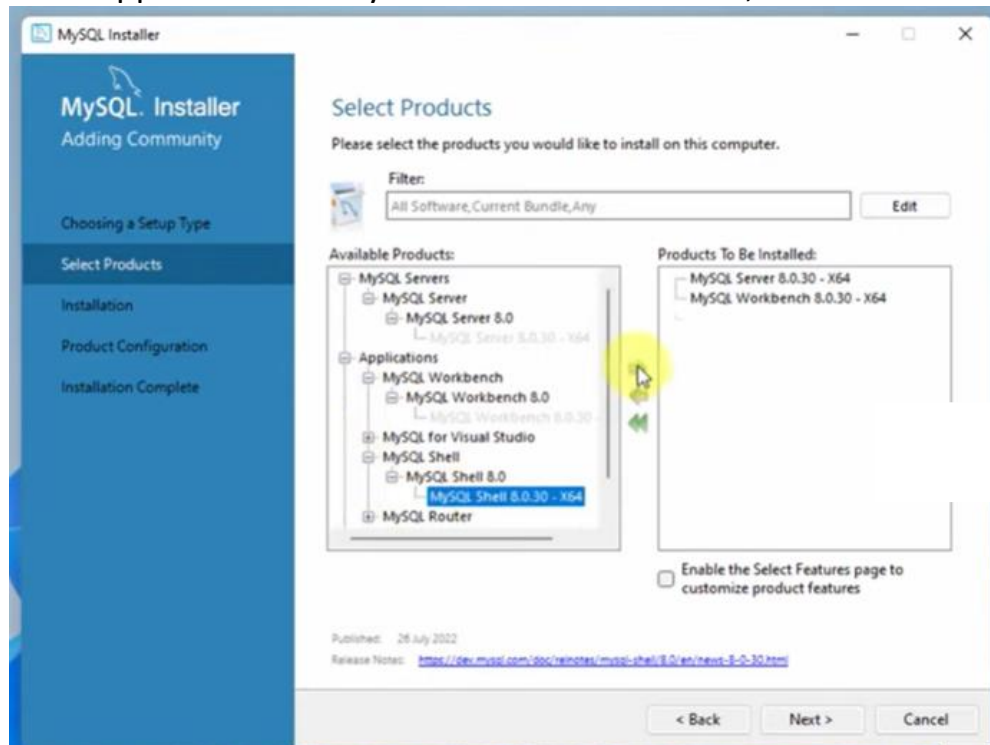 MySQL Installer
MySQL. Installer
Adding Community
Choosing a Setup Type
Select Products
Installation
Product Configuration
Installation Complete
Select Products
Please select the products you would like to install on this computer.
Filter:
All Software,Current Bundle,Any
Edit
Available Products:
MySQL Servers
MySQL Server
MySQL Server 8.0
MySQL Server 8.0.30 - X64
Applications
MySQL Workbench
MySQL Workbench 8.0
MySQL Workbench 8.0.30 -
MySQL for Visual Studio
MySQL Shell
MySQL Shell 8.0
MySQL Shell 8.0.30 - X64
MySQL Router
Products To Be Installed:
MySQL Server 8.0.30 - X64
MySQL Workbench 8.0.30 - X64
Enable the Select Features page to
customize product features
Published: 26 July 2022
Release Notes: https://dev.mysql.com/doc/relnotes/mysql-shell/8.0/en/news-8-0-30.html
< Back
Next >
Cancel